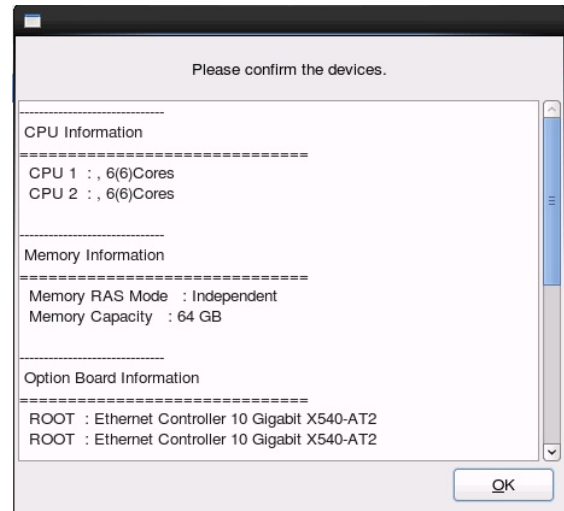 Please confirm the devices.
------------------------------
CPU Information
==============================
CPU 1 : , 6(6)Cores
CPU 2 : , 6(6)Cores
------------------------------
Memory Information
==============================
Memory RAS Mode : Independent
Memory Capacity : 64 GB
------------------------------
Option Board Information
==============================
ROOT : Ethernet Controller 10 Gigabit X540-AT2
ROOT : Ethernet Controller 10 Gigabit X540-AT2
OK